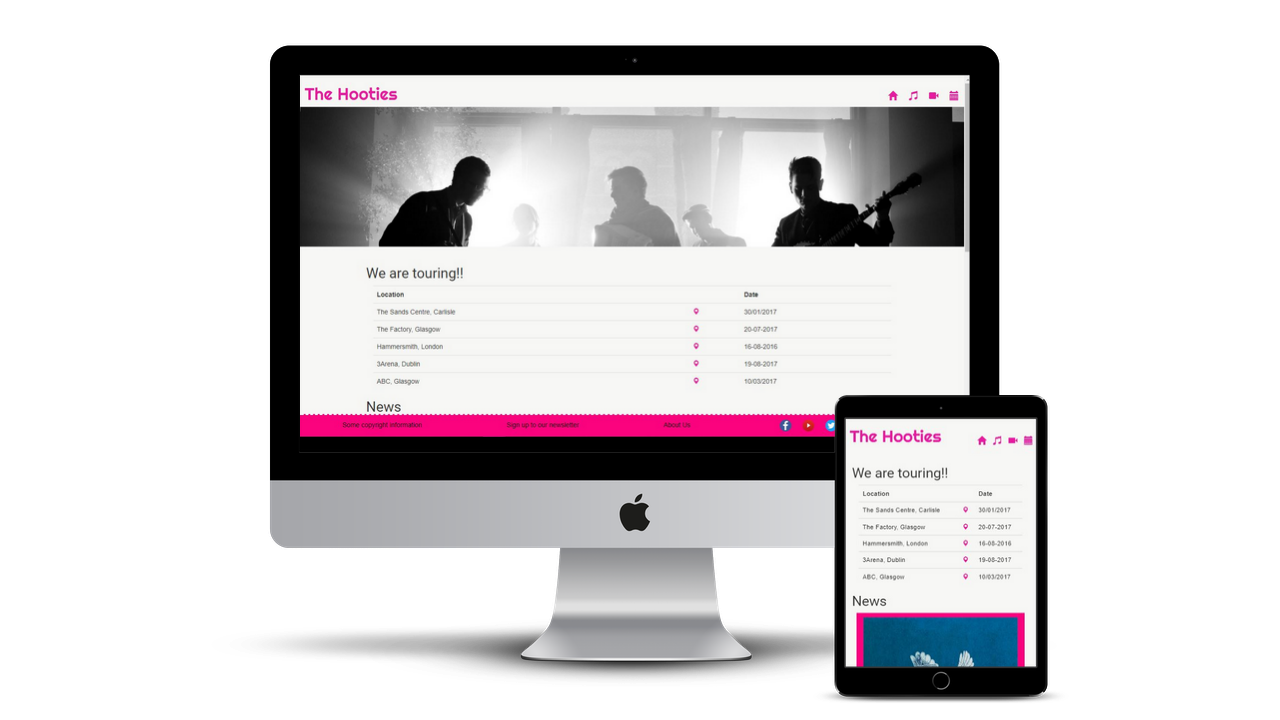 The Hooties
We are touring!!
Location Date
The Sands Centre, Carlisle 30/01/2017
The Factory, Glasgow 20-07-2017
Hammersmith, London 16-08-2016
3Arena, Dublin 19-08-2017
ABC, Glasgow 10/03/2017
News
Some copyright information Sign up to our newsletter About Us
The Hooties
We are touring!!
Location Date
The Sands Centre, Carlisle 30/01/2017
The Factory, Glasgow 20-07-2017
Hammersmith, London 16-08-2016
3Arena, Dublin 19-08-2017
ABC, Glasgow 10/03/2017
News